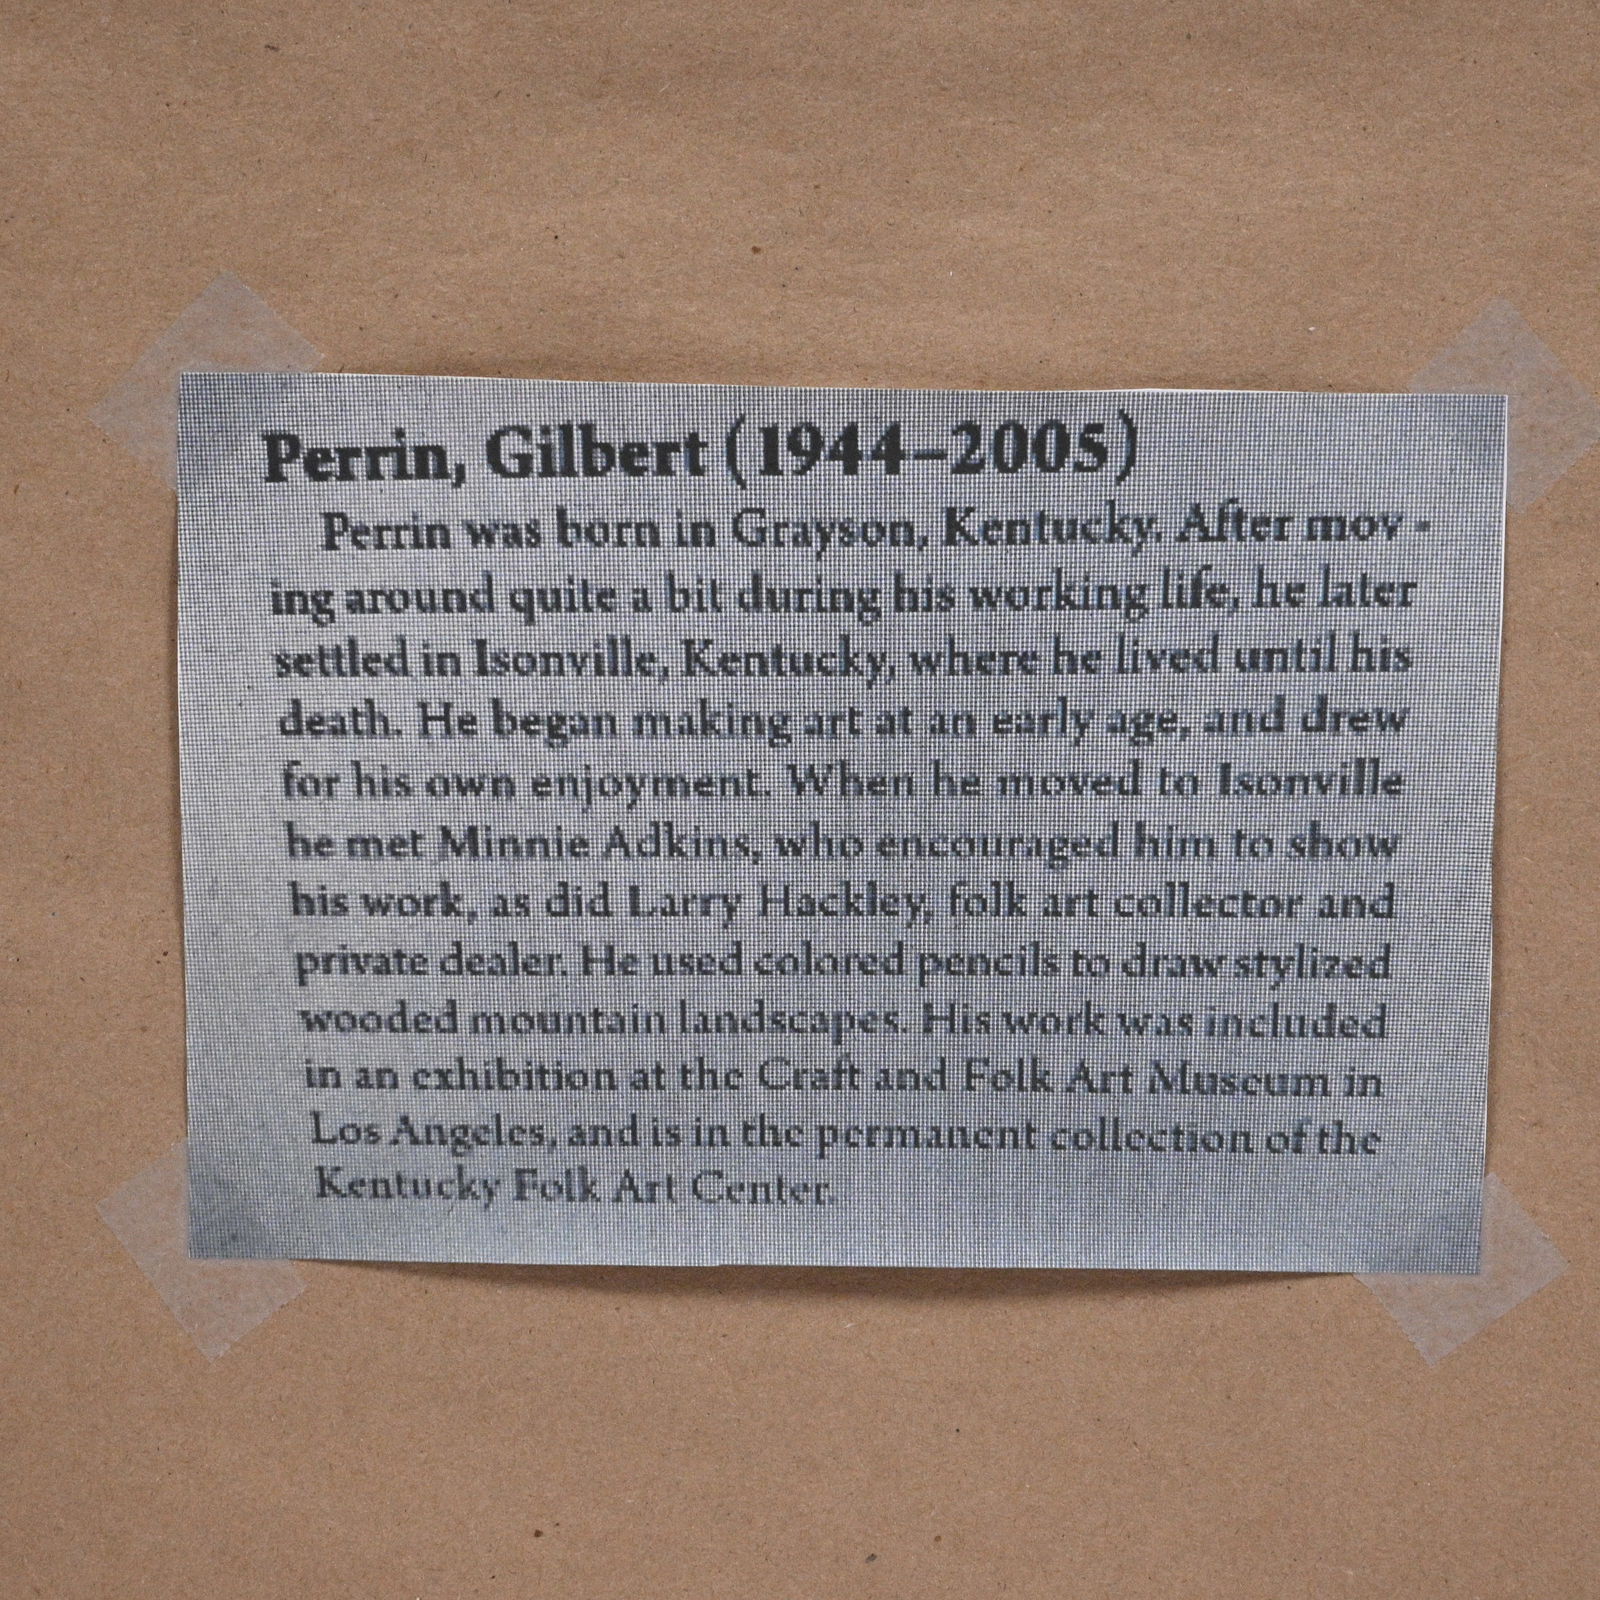 Perrin, Gilbert (1944–2005)
Perrin was born in Grayson, Kentucky. After mov-
ing around quite a bit during his working life, he later
settled in Isonville, Kentucky, where he lived until his
death. He began making art at an early age, and drew
for his own enjoyment. When he moved to Isonville
he met Minnie Adkins, who encouraged him to show
his work, as did Larry Hackley, folk art collector and
private dealer. He used colored pencils to draw stylized
wooded mountain landscapes. His work was included
in an exhibition at the Craft and Folk Art Museum in
Los Angeles, and is in the permanent collection of the
Kentucky Folk Art Center.